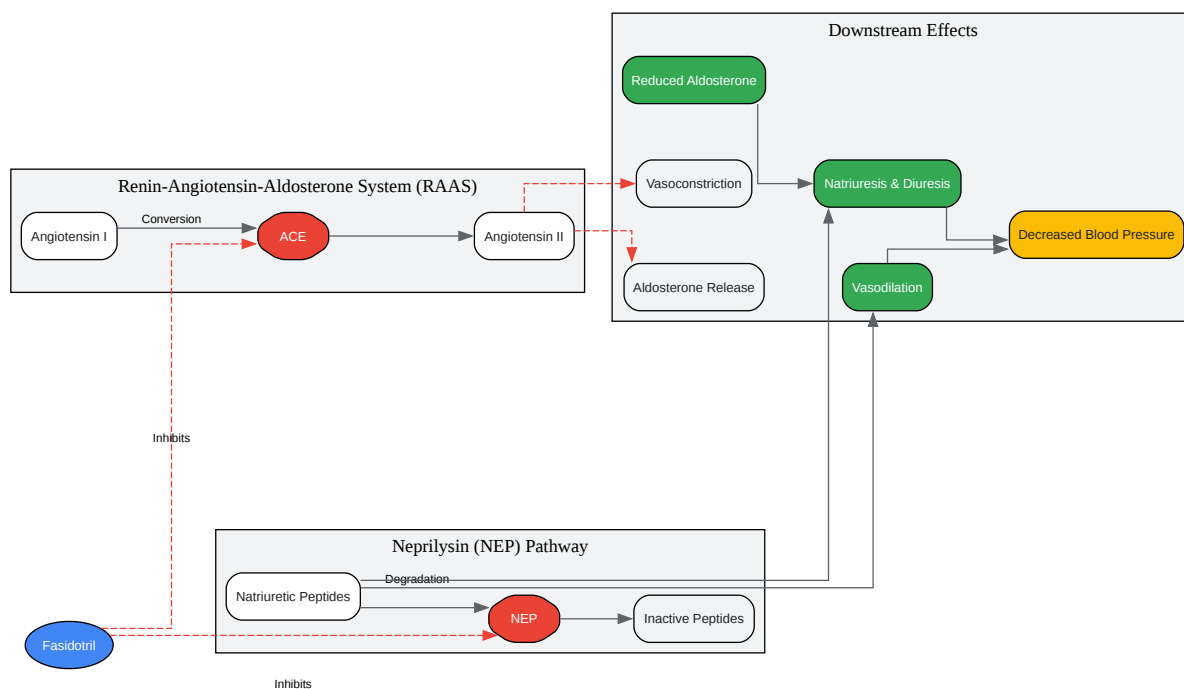 Downstream Effects
Reduced Aldosterone
Vasoconstriction
Natriuresis & Diuresis
Decreased Blood Pressure
Aldosterone Release
Vasodilation
Renin-Angiotensin-Aldosterone System (RAAS)
Angiotensin I
Conversion
ACE
Angiotensin II
Inhibits
Neprilysin (NEP) Pathway
Natriuretic Peptides
Degradation
NEP
Inactive Peptides
Fasidotril
Inhibits